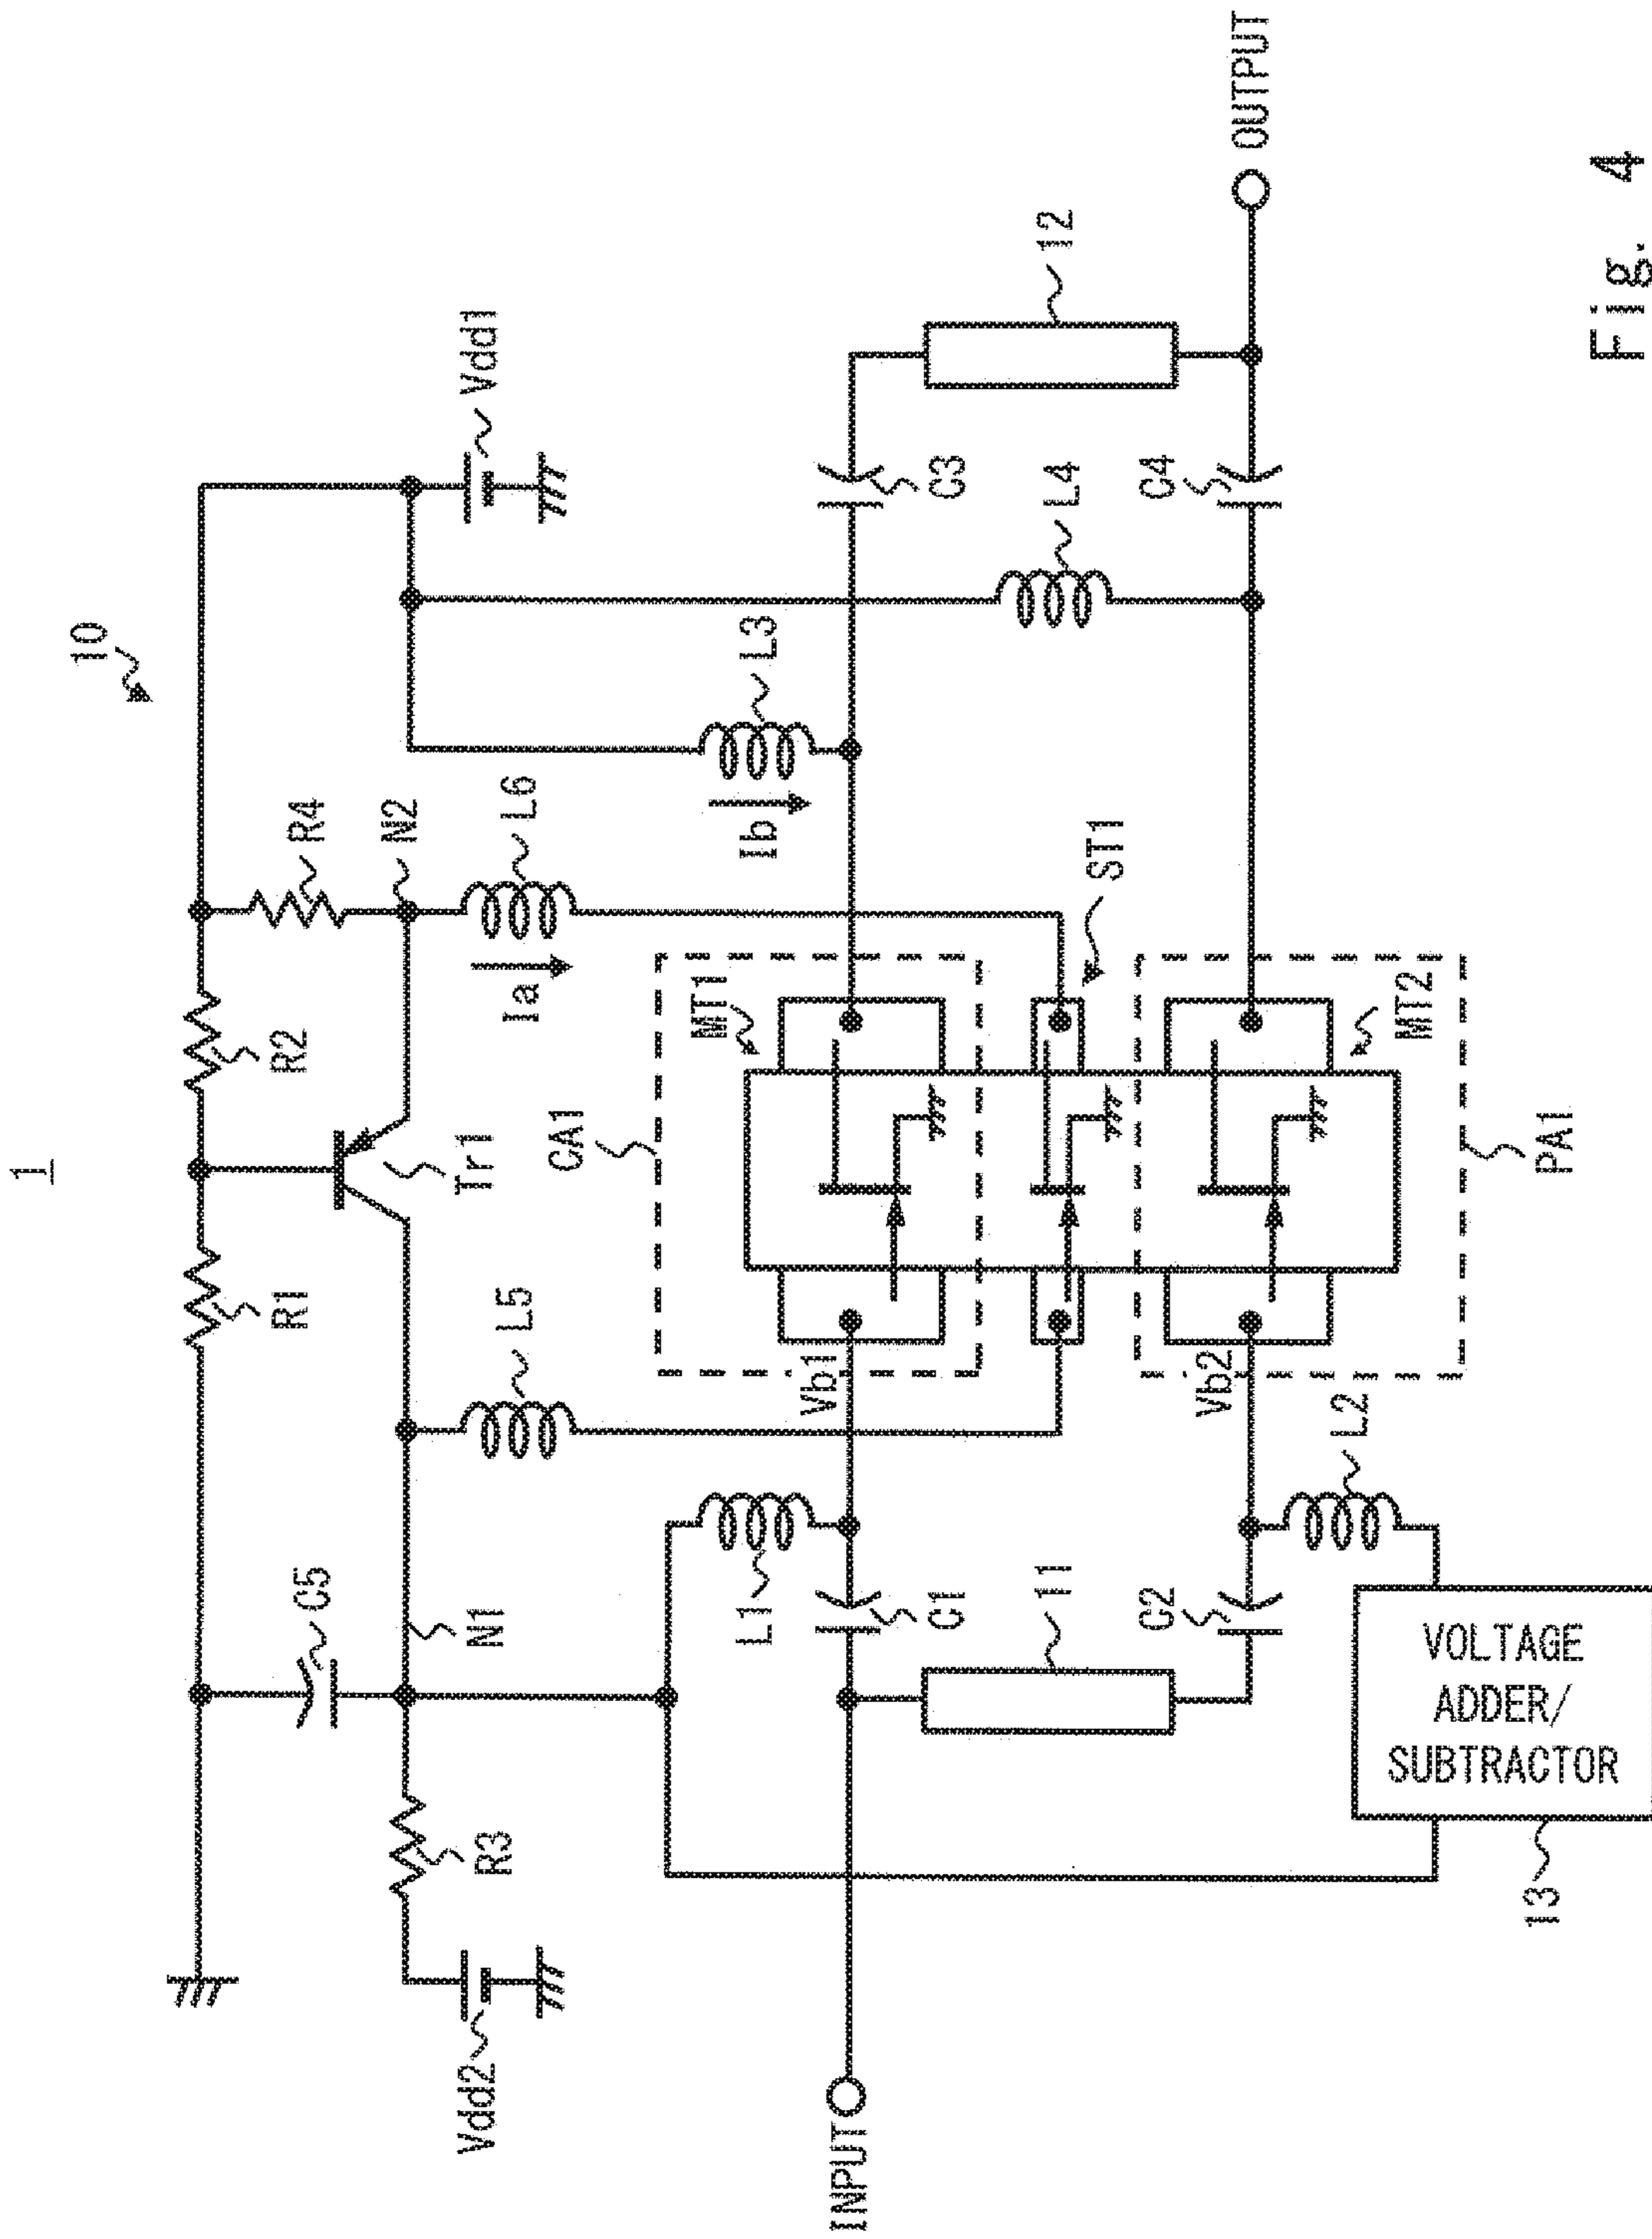 1
10
C5
R1
R2
R4
Vdd1
Vdd2
R3
N1
L5
Tr1
N2
L6
Ia
L3
Ib
CA1
MT1
ST1
L1
Vb1
C1
C3
12
INPUT
11
L4
C2
Vb2
C4
OUTPUT
L2
MT2
PA1
13
VOLTAGE
ADDER/
SUBTRACTOR
Fig. 4